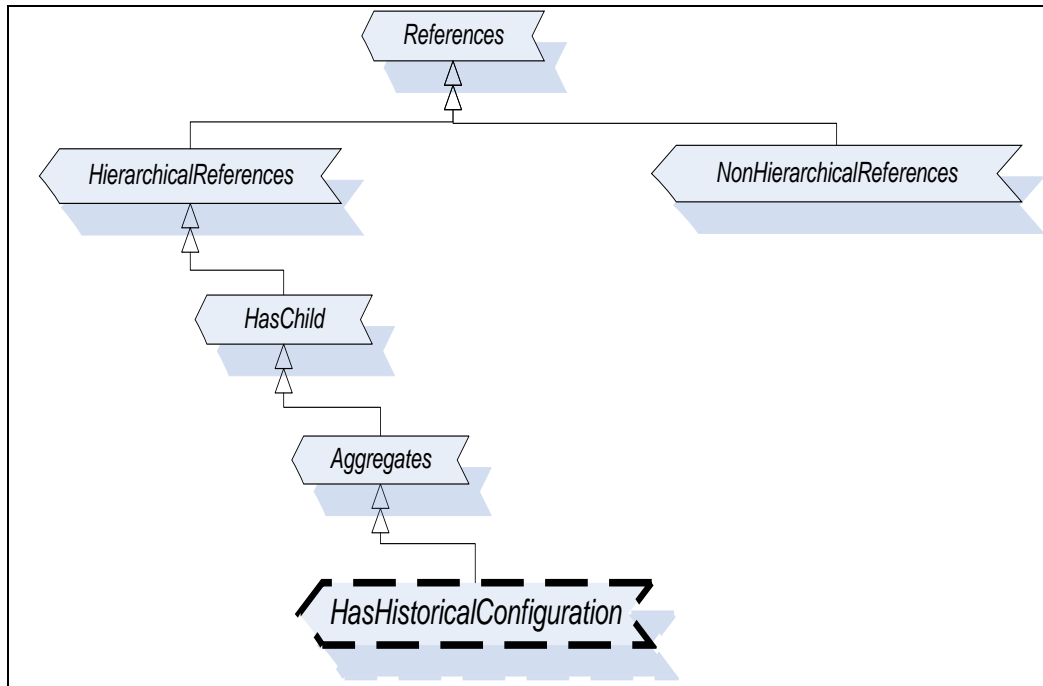 References
HierarchicalReferences
NonHierarchicalReferences
HasChild
Aggregates
HasHistoricalConfiguration